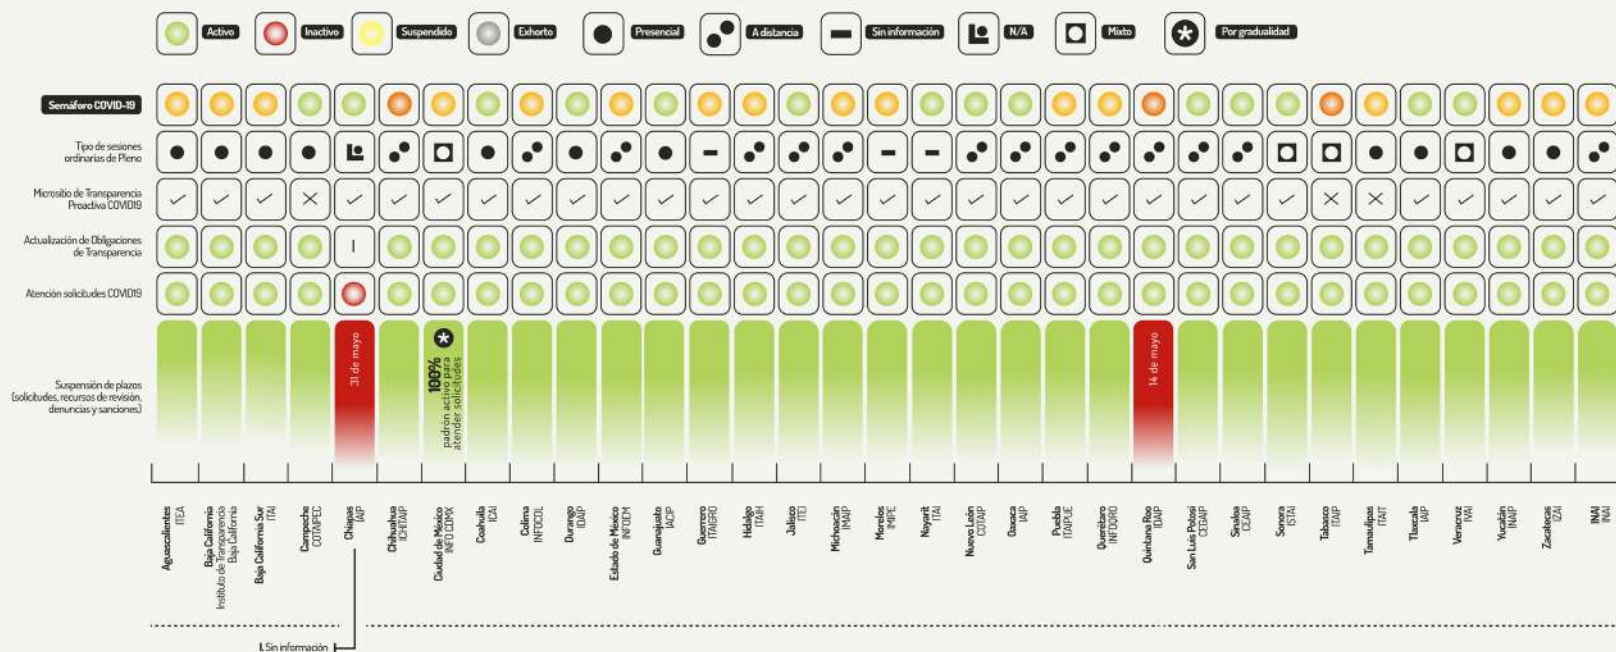 Activo
Inactivo
Suspendido
Exhorto
Presencial
A distancia
Sin información
N/A
Mixto
Por gradualidad
Semáforo COVID-19
Tipo de sesiones
ordinarias de Pleno
Micrositio de Transparencia
Proactiva COVID19
Actualización de Obligaciones
de Transparencia
Atención solicitudes COVID19
Suspensión de plazos
(solicitudes, recursos de revisión,
denuncias y sanciones)
31 de mayo
100%
padrón activo para
atender solicitudes
14 de mayo
Aguascalientes
ITEA
Baja California
Instituto de Transparencia
Baja California
Baja California Sur
ITAI
Campeche
COTAIPEC
Chiapas
IAIP
Chihuahua
ICHITAIP
Ciudad de México
INFO CDMX
Coahuila
ICAI
Colima
INFOCOL
Durango
IDAIP
Estado de México
INFOEM
Guanajuato
IACIP
Guerrero
ITAIGRO
Hidalgo
ITAIH
Jalisco
ITEI
Michoacán
IMAIP
Morelos
IMIPE
Nayarit
ITAI
Nuevo León
COTAIP
Oaxaca
IAIP
Puebla
ITAIPUE
Querétaro
INFOQRO
Quintana Roo
IDAIP
San Luis Potosí
CEGAIP
Sinaloa
CEAIP
Sonora
ISTAI
Tabasco
ITAIP
Tamaulipas
ITAIT
Tlaxcala
IAIP
Veracruz
IVAI
Yucatán
INAIP
Zacatecas
IZAI
INAI
INAI
I. Sin información